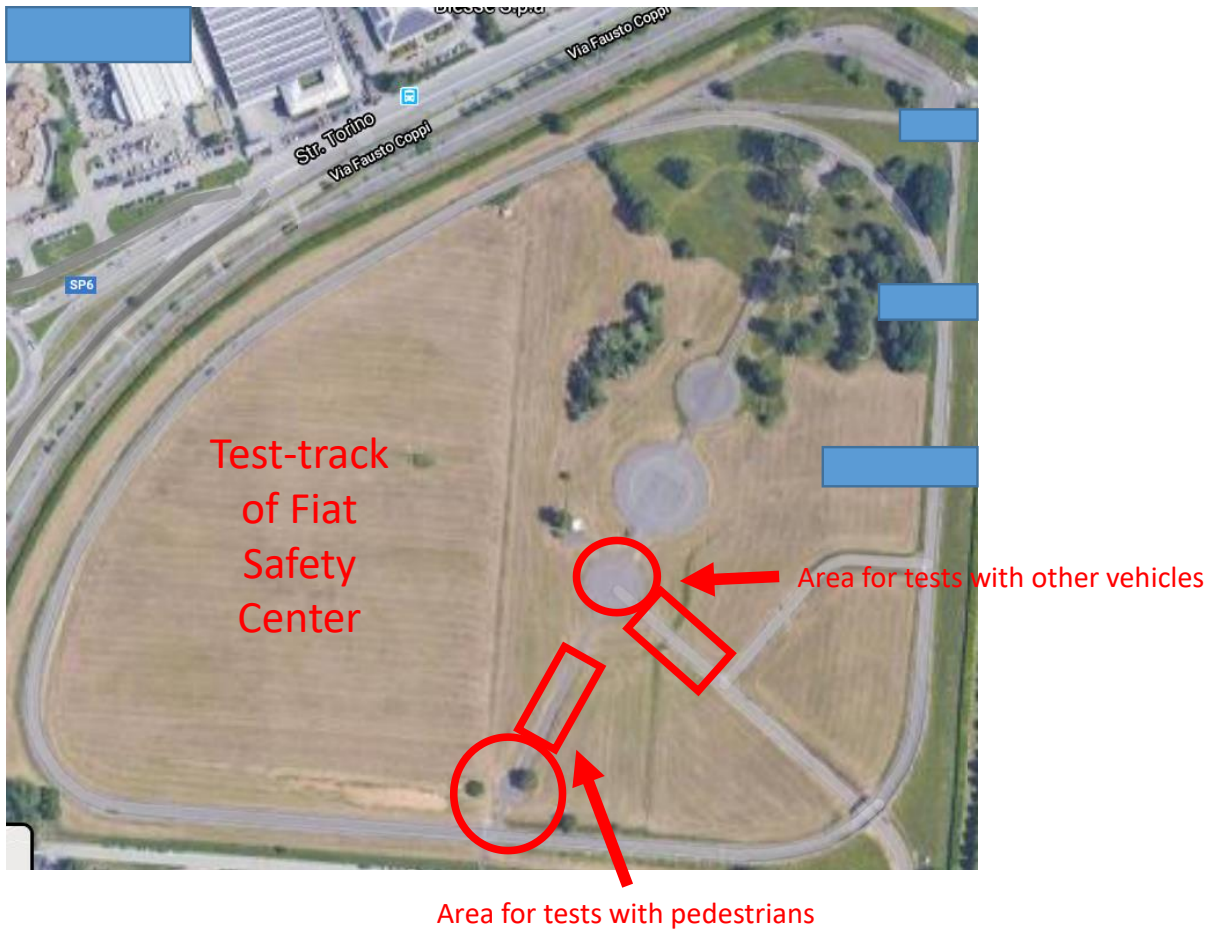 Via Fausto Coppi
Str. Torino
Via Fausto Coppi
SP6
Test-track
of Fiat
Safety
Center
Area for tests with other vehicles
Area for tests with pedestrians